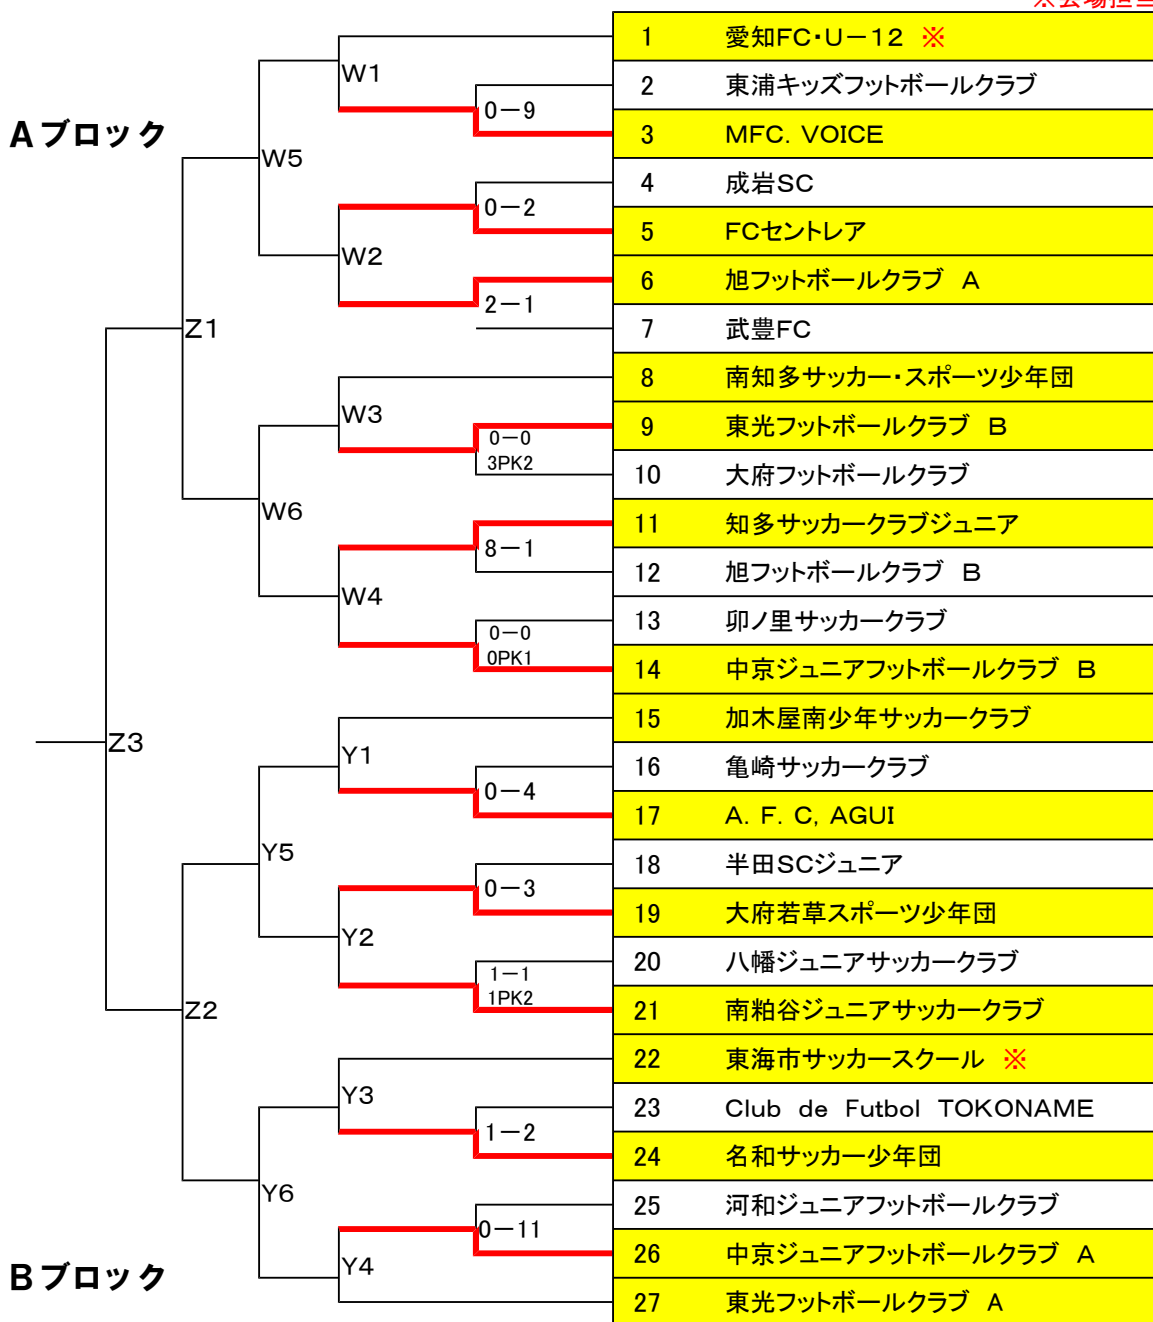 ※会場担当
1 愛知FC・U－12 ※
W1
2 東浦キッズフットボールクラブ
0－9
Aブロック
3 MFC. VOICE
W5
4 成岩SC
0－2
5 FCセントレア
W2
6 旭フットボールクラブ A
2－1
Z1
7 武豊FC
8 南知多サッカー・スポーツ少年団
W3
9 東光フットボールクラブ B
0－0
3PK2
10 大府フットボールクラブ
W6
11 知多サッカークラブジュニア
8－1
12 旭フットボールクラブ B
W4
13 卯ノ里サッカークラブ
0－0
0PK1
14 中京ジュニアフットボールクラブ B
15 加木屋南少年サッカークラブ
Z3
Y1
16 亀崎サッカークラブ
0－4
17 A. F. C, AGUI
Y5
18 半田SCジュニア
0－3
19 大府若草スポーツ少年団
Y2
20 八幡ジュニアサッカークラブ
1－1
1PK2
21 南粕谷ジュニアサッカークラブ
Z2
22 東海市サッカースクール ※
Y3
23 Club de Futbol TOKONAME
1－2
24 名和サッカー少年団
Y6
25 河和ジュニアフットボールクラブ
0－11
26 中京ジュニアフットボールクラブ A
Y4
Bブロック
27 東光フットボールクラブ A